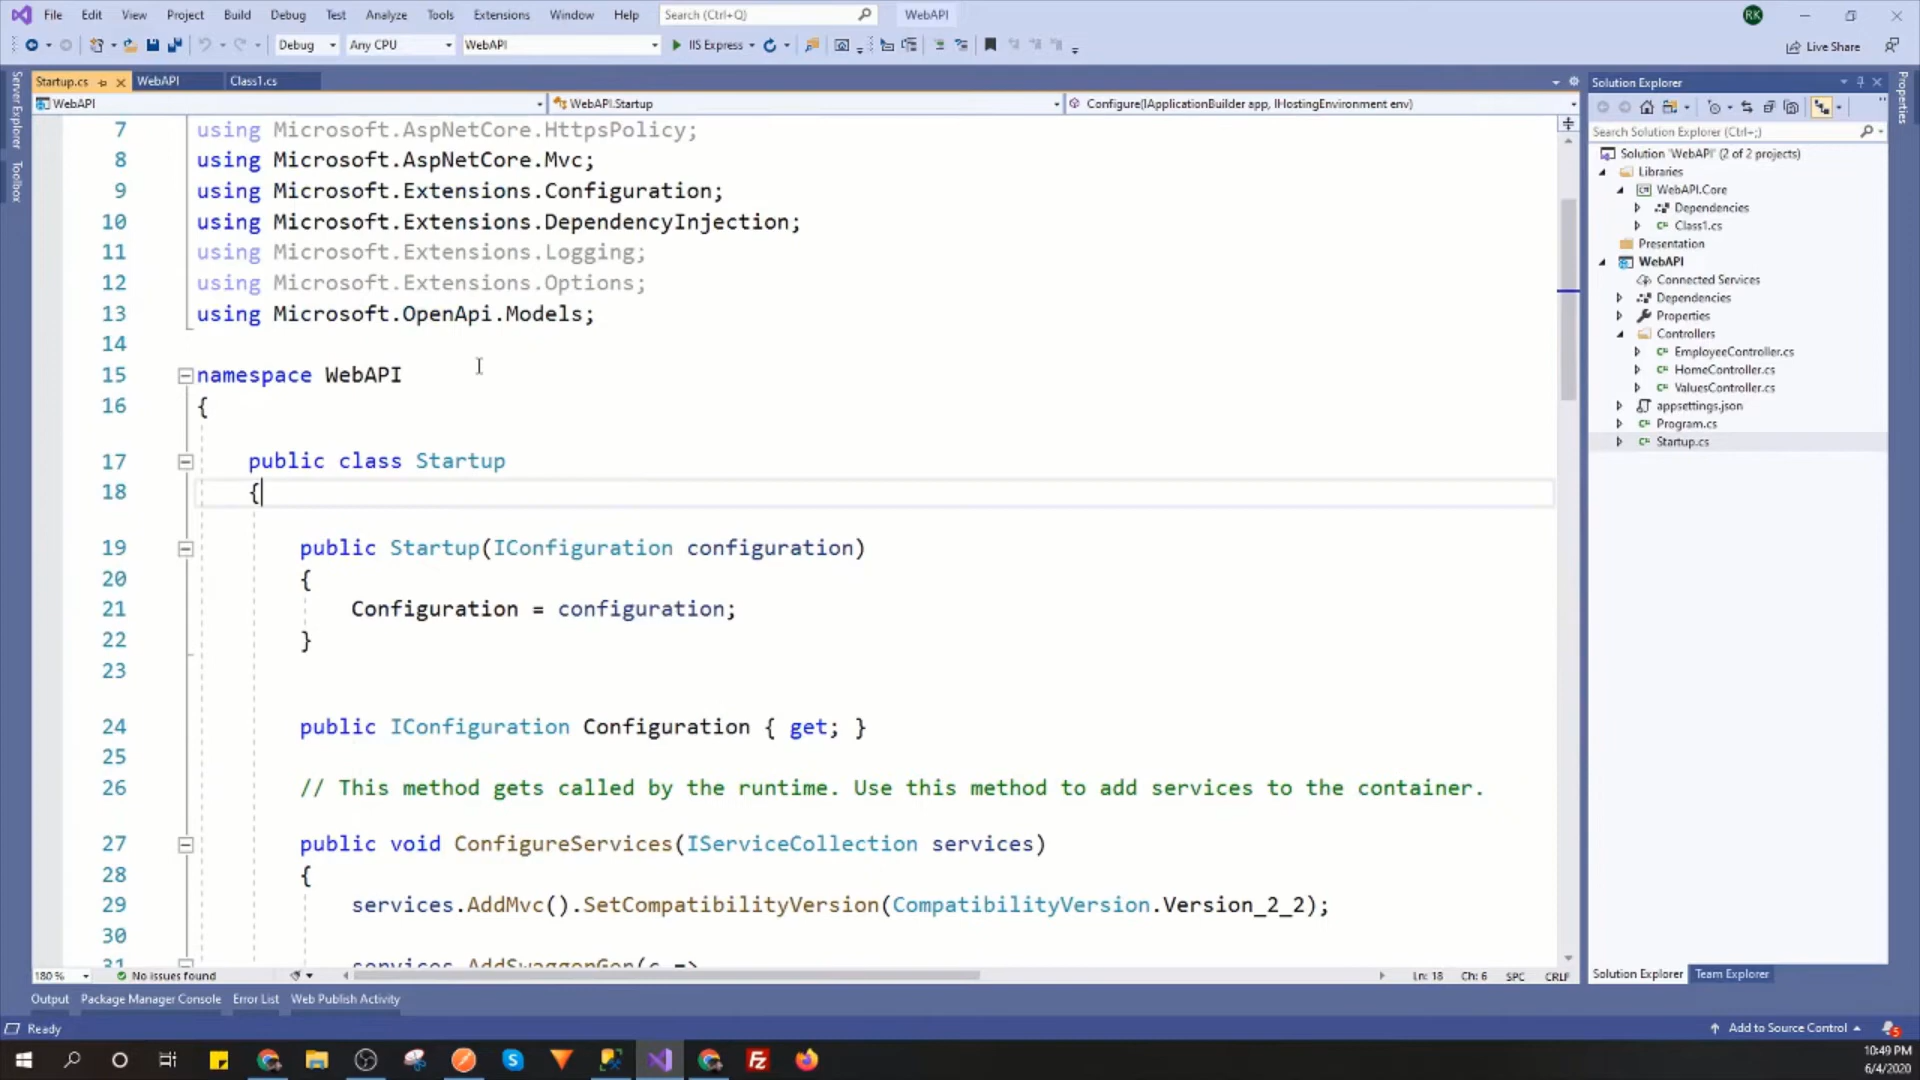 File Edit View Project Build Debug Test Analyze Tools Extensions Window Help Search (Ctrl+Q) WebAPI RK
Debug Any CPU WebAPI IIS Express Live Share
Server Explorer
Toolbox
Startup.cs WebAPI Class1.cs
WebAPI WebAPI.Startup Configure(IApplicationBuilder app, IHostingEnvironment env)
7 using Microsoft.AspNetCore.HttpsPolicy;
8 using Microsoft.AspNetCore.Mvc;
9 using Microsoft.Extensions.Configuration;
10 using Microsoft.Extensions.DependencyInjection;
11 using Microsoft.Extensions.Logging;
12 using Microsoft.Extensions.Options;
13 using Microsoft.OpenApi.Models;
14
15 namespace WebAPI
16 {
17 public class Startup
18 {
19 public Startup(IConfiguration configuration)
20 {
21 Configuration = configuration;
22 }
23
24 public IConfiguration Configuration { get; }
25
26 // This method gets called by the runtime. Use this method to add services to the container.
27 public void ConfigureServices(IServiceCollection services)
28 {
29 services.AddMvc().SetCompatibilityVersion(CompatibilityVersion.Version_2_2);
30
31 services.AddSwaggerGen(c =>
180 % No issues found Ln: 18 Ch: 6 SPC CRLF
Solution Explorer
Search Solution Explorer (Ctrl+;)
Solution 'WebAPI' (2 of 2 projects)
Libraries
WebAPI.Core
Dependencies
Class1.cs
Presentation
WebAPI
Connected Services
Dependencies
Properties
Controllers
EmployeeController.cs
HomeController.cs
ValuesController.cs
appsettings.json
Program.cs
Startup.cs
Solution Explorer Team Explorer
Properties
Output Package Manager Console Error List Web Publish Activity
Ready Add to Source Control 5
10:49 PM
6/4/2020